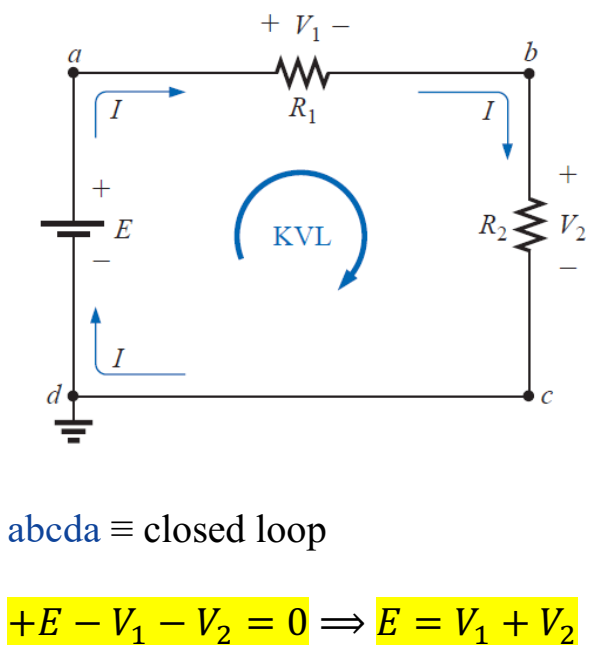 + V₁ −
a
b
I
R₁
I
+
+
E
KVL
R₂
V₂
−
−
I
d
c
abcda ≡ closed loop
+E − V₁ − V₂ = 0 ⟹ E = V₁ + V₂